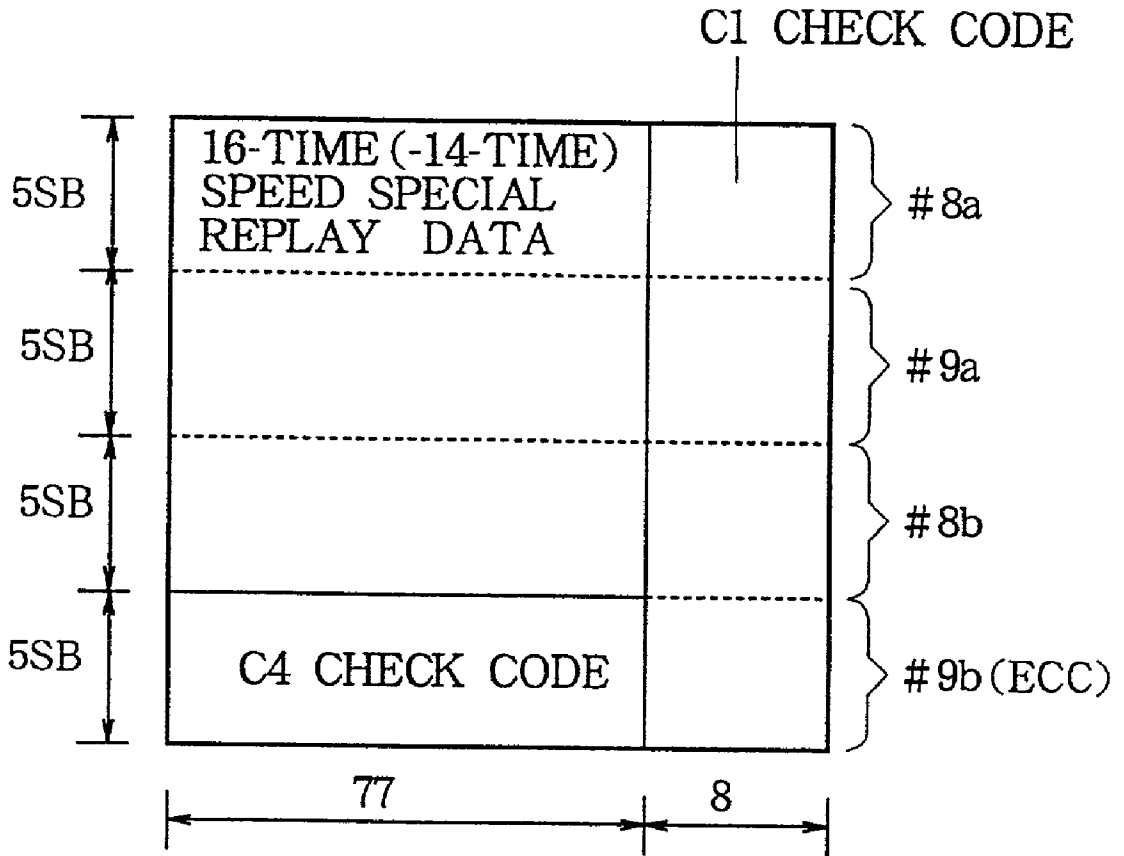 C1 CHECK CODE
16-TIME (-14-TIME)
SPEED SPECIAL
REPLAY DATA
5SB
#8a
5SB
#9a
5SB
#8b
5SB
C4 CHECK CODE
#9b (ECC)
77
8